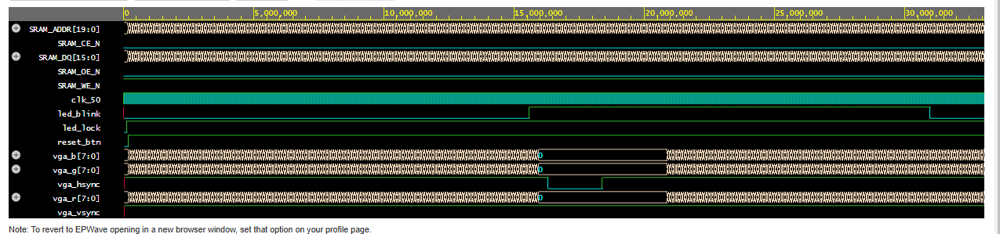 0 5,000,000 10,000,000 15,000,000 20,000,000 25,000,000 30,000,000
SRAM_ADDR[19:0]
SRAM_CE_N
SRAM_DQ[15:0]
SRAM_OE_N
SRAM_WE_N
clk_50
led_blink
led_lock
reset_btn
vga_b[7:0] 0
vga_g[7:0] 0
vga_hsync
vga_r[7:0] 0
vga_vsync
Note: To revert to EPWave opening in a new browser window, set that option on your profile page.